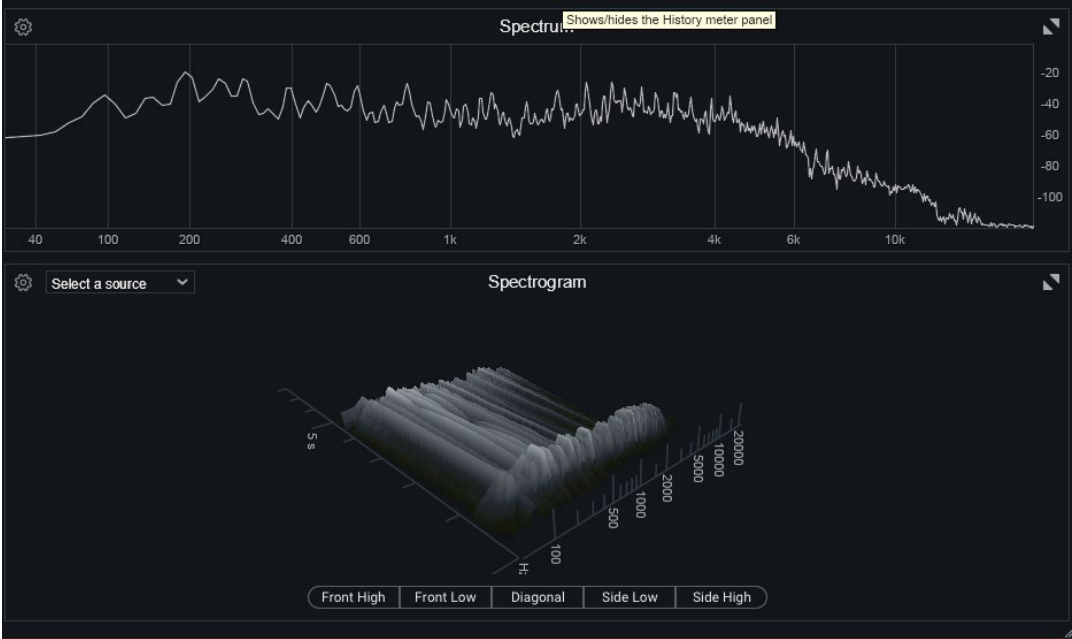 Spectrum
Shows/hides the History meter panel
-20
-40
-60
-80
-100
40 100 200 400 600 1k 2k 4k 6k 10k
Select a source
Spectrogram
5 s
20000
10000
5000
2000
1000
500
100
Front High Front Low Diagonal Side Low Side High